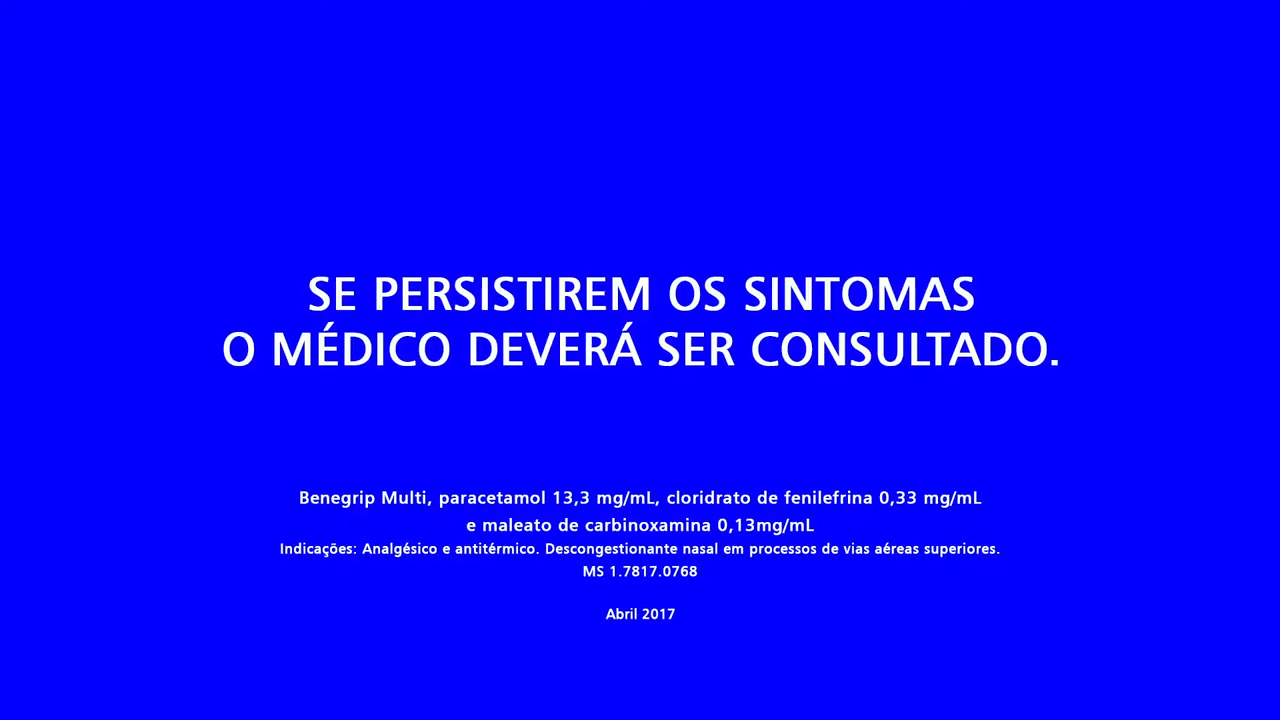 SE PERSISTIREM OS SINTOMAS
O MÉDICO DEVERÁ SER CONSULTADO.
Benegrip Multi, paracetamol 13,3 mg/mL, cloridrato de fenilefrina 0,33 mg/mL
e maleato de carbinoxamina 0,13mg/mL
Indicações: Analgésico e antitérmico. Descongestionante nasal em processos de vias aéreas superiores.
MS 1.7817.0768
Abril 2017